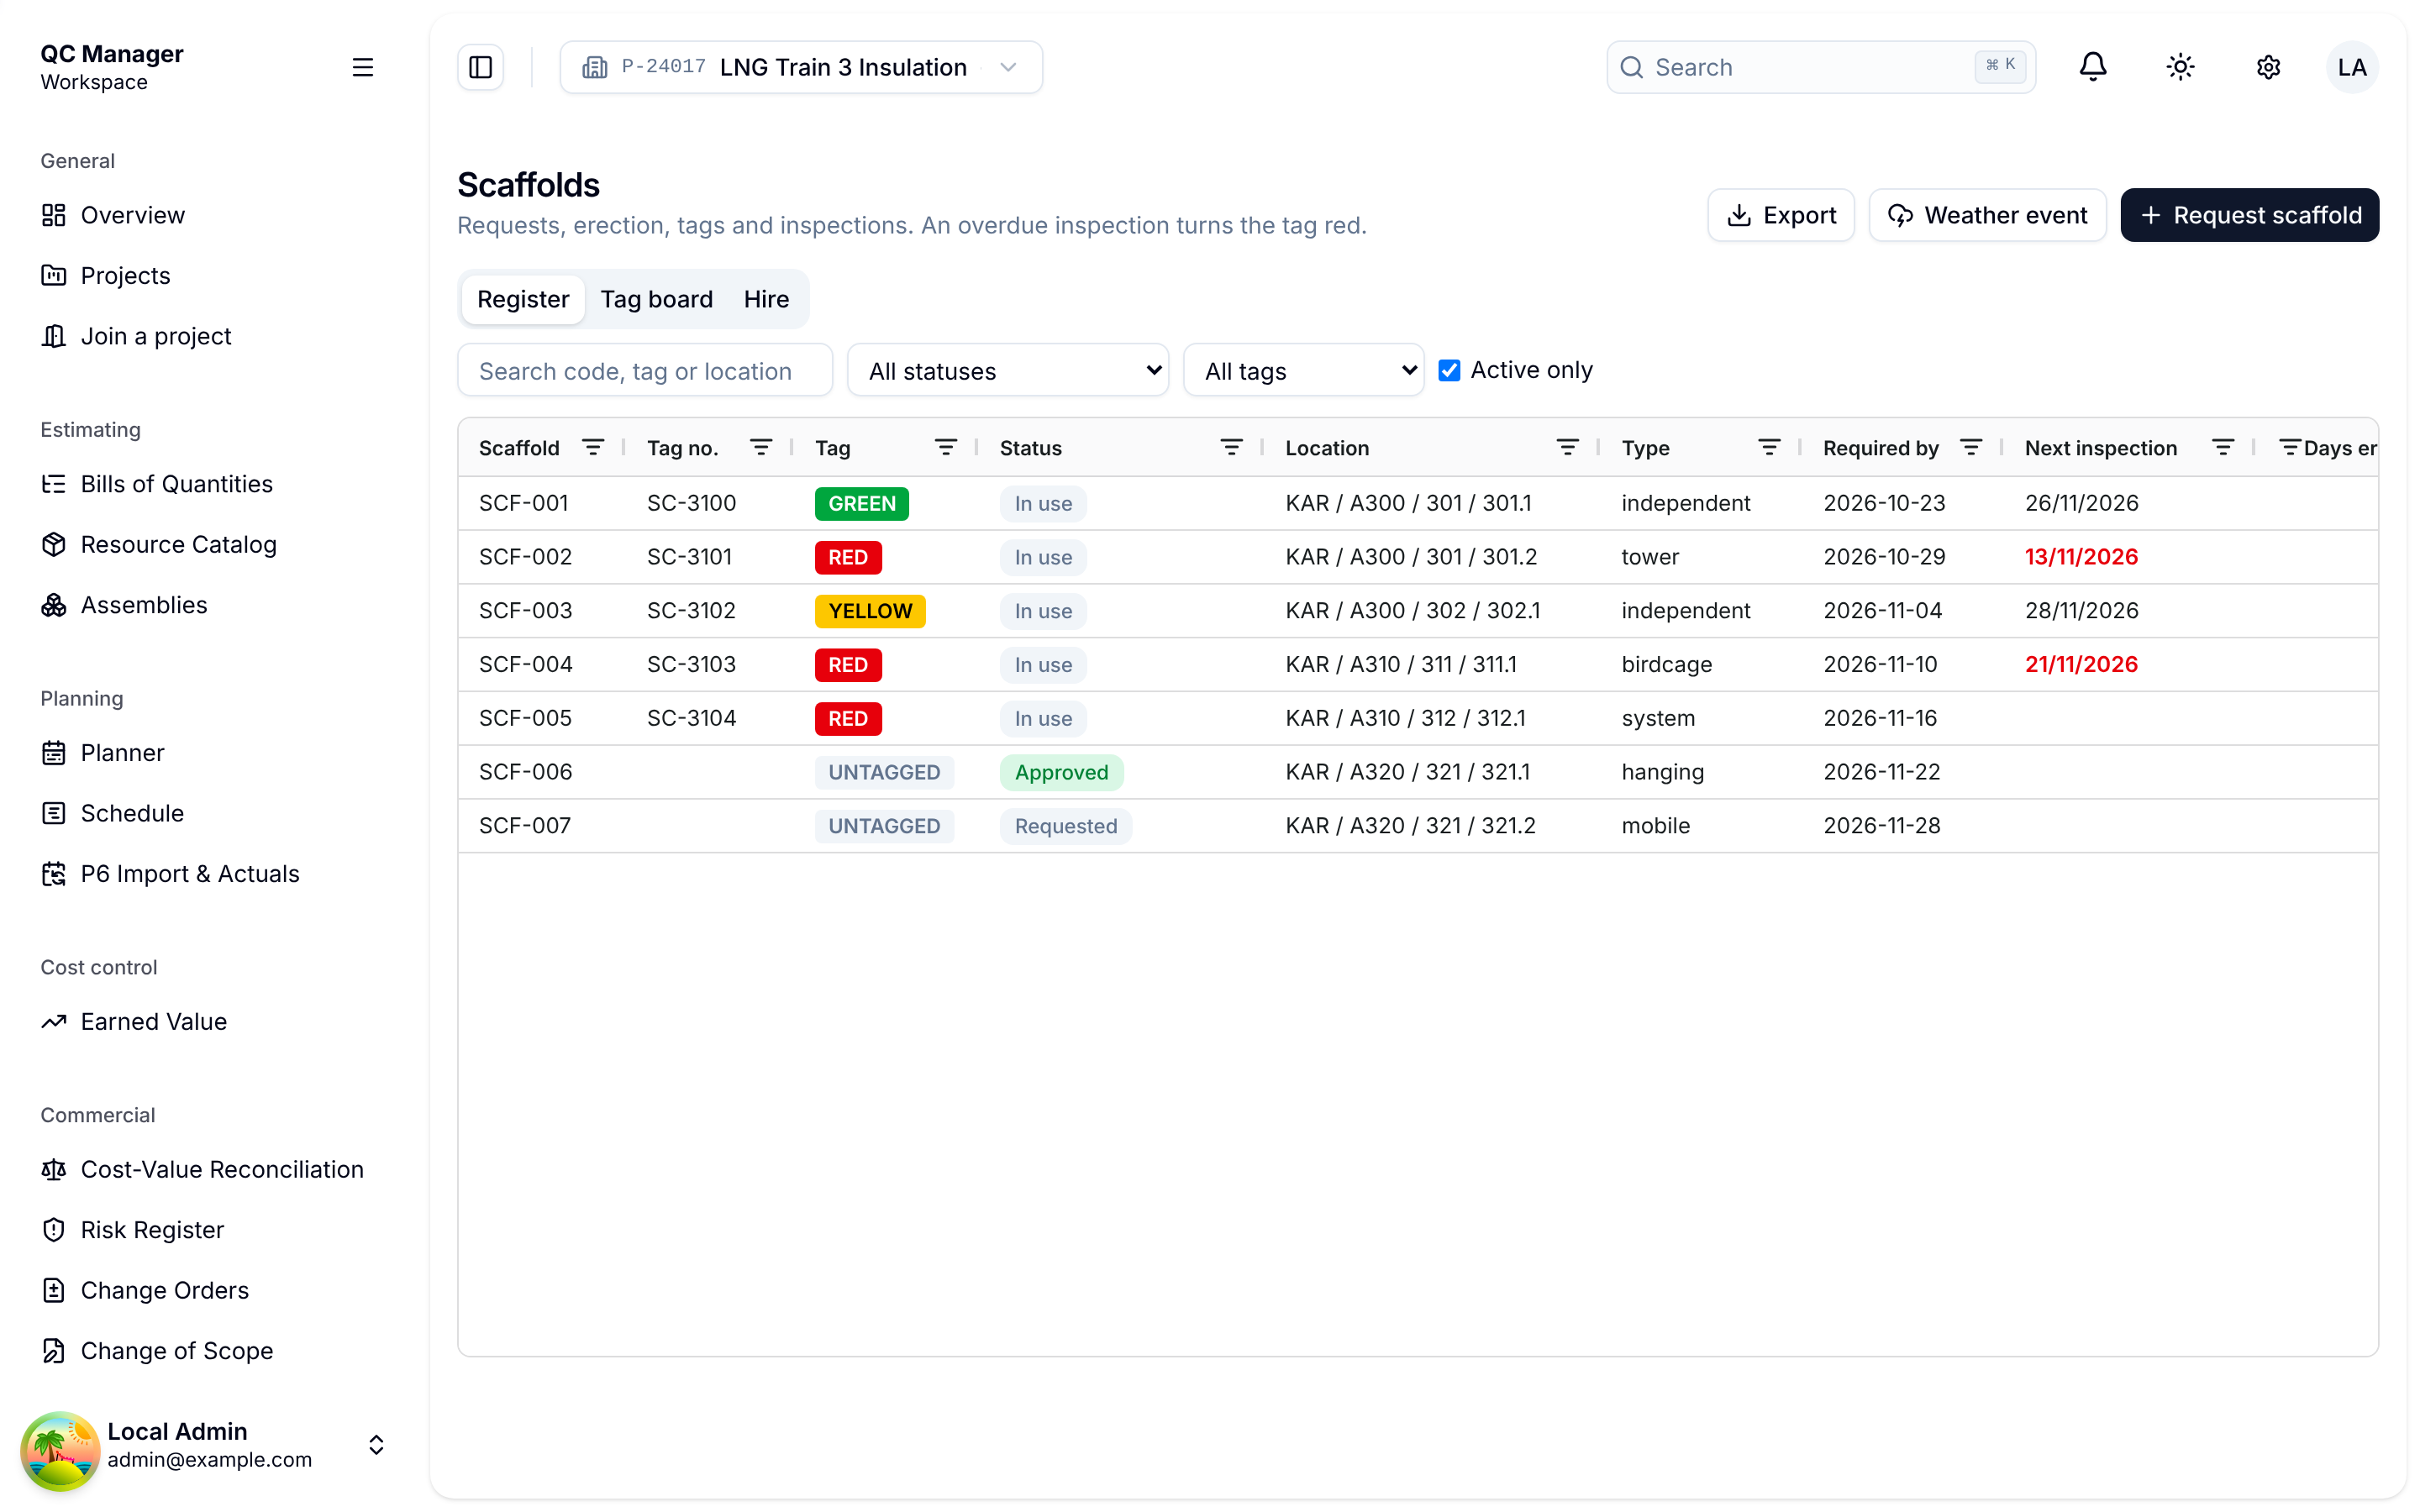 QC Manager
Workspace
General
Overview
Projects
Join a project
Estimating
Bills of Quantities
Resource Catalog
Assemblies
Planning
Planner
Schedule
P6 Import & Actuals
Cost control
Earned Value
Commercial
Cost-Value Reconciliation
Risk Register
Change Orders
Change of Scope
Local Admin
admin@example.com
P-24017 LNG Train 3 Insulation
Search ⌘ K
LA
Scaffolds
Requests, erection, tags and inspections. An overdue inspection turns the tag red.
Export Weather event Request scaffold
Register Tag board Hire
Search code, tag or location All statuses All tags Active only
Scaffold Tag no. Tag Status Location Type Required by Next inspection Days er
SCF-001 SC-3100 GREEN In use KAR / A300 / 301 / 301.1 independent 2026-10-23 26/11/2026
SCF-002 SC-3101 RED In use KAR / A300 / 301 / 301.2 tower 2026-10-29 13/11/2026
SCF-003 SC-3102 YELLOW In use KAR / A300 / 302 / 302.1 independent 2026-11-04 28/11/2026
SCF-004 SC-3103 RED In use KAR / A310 / 311 / 311.1 birdcage 2026-11-10 21/11/2026
SCF-005 SC-3104 RED In use KAR / A310 / 312 / 312.1 system 2026-11-16
SCF-006 UNTAGGED Approved KAR / A320 / 321 / 321.1 hanging 2026-11-22
SCF-007 UNTAGGED Requested KAR / A320 / 321 / 321.2 mobile 2026-11-28